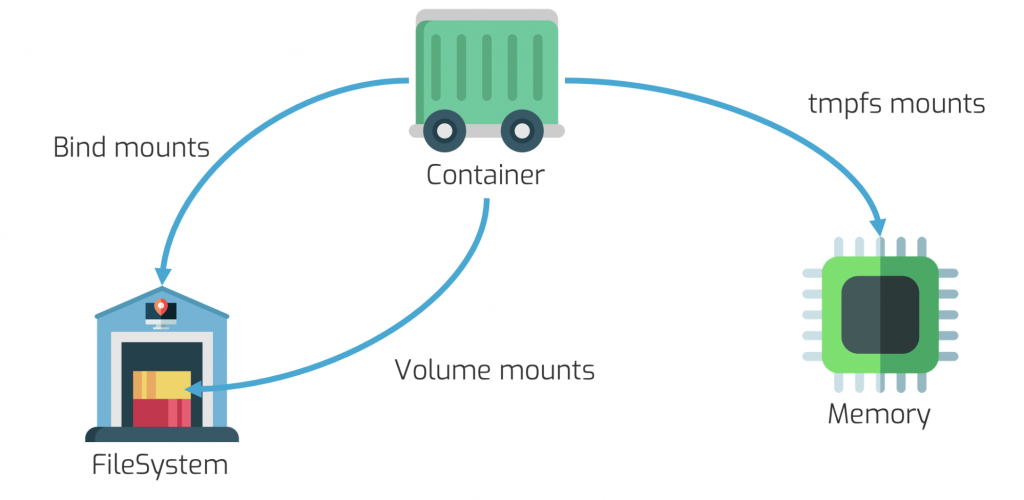 tmpfs mounts
Bind mounts
Container
Volume mounts
Memory
FileSystem